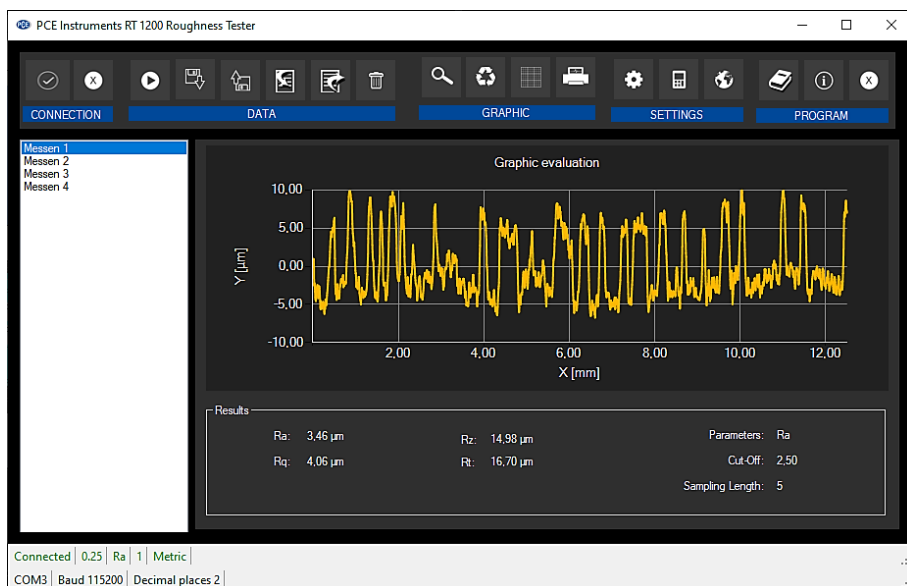 PCE PCE Instruments RT 1200 Roughness Tester
CONNECTION DATA GRAPHIC SETTINGS PROGRAM
Messen 1
Messen 2
Messen 3
Messen 4
Graphic evaluation
10,00
5,00
0,00
-5,00
-10,00
Y [µm]
2,00 4,00 6,00 8,00 10,00 12,00
X [mm]
Results
Ra: 3,46 µm Rz: 14,98 µm Parameters: Ra
Rq: 4,06 µm Rt: 16,70 µm Cut-Off: 2,50
Sampling Length: 5
Connected 0.25 Ra 1 Metric
COM3 Baud 115200 Decimal places 2